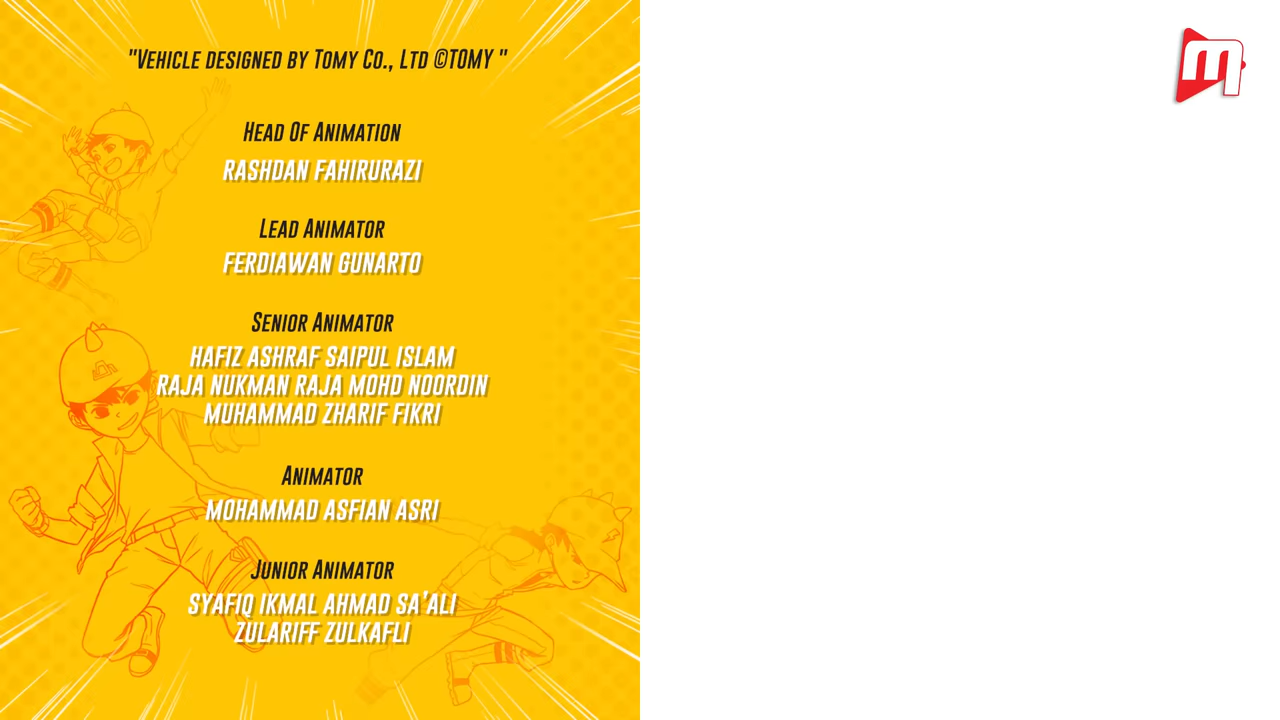 "Vehicle designed by Tomy Co., Ltd ©TOMY "
Head Of Animation
RASHDAN FAHIRURAZI
Lead Animator
FERDIAWAN GUNARTO
Senior Animator
HAFIZ ASHRAF SAIPUL ISLAM
RAJA NUKMAN RAJA MOHD NOORDIN
MUHAMMAD ZHARIF FIKRI
Animator
MOHAMMAD ASFIAN ASRI
Junior Animator
SYAFIQ IKMAL AHMAD SA'ALI
ZULARIFF ZULKAFLI